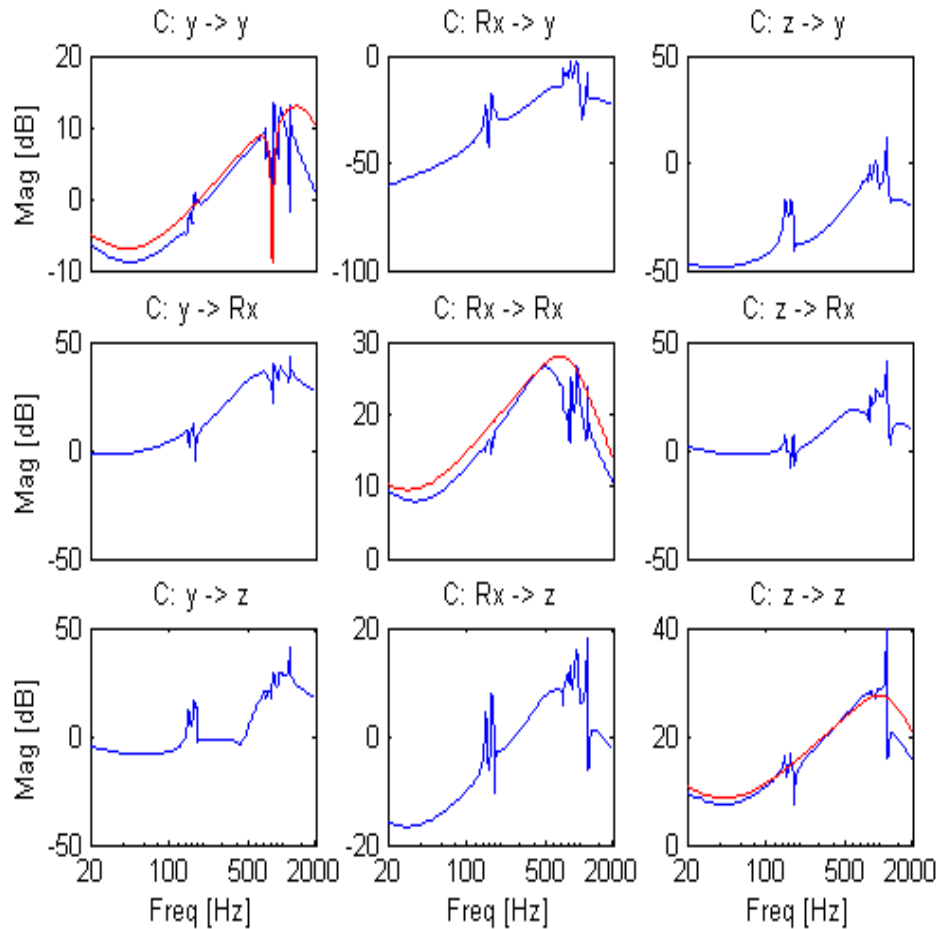 C: y -> y
C: Rx -> y
C: z -> y
20
10
0
-10
Mag [dB]
0
-50
-100
50
0
-50
C: y -> Rx
C: Rx -> Rx
C: z -> Rx
50
0
-50
Mag [dB]
30
20
10
0
50
0
-50
C: y -> z
C: Rx -> z
C: z -> z
50
0
-50
Mag [dB]
20
0
-20
40
20
0
20 100 500 2000
20 100 500 2000
20 100 500 2000
Freq [Hz]
Freq [Hz]
Freq [Hz]